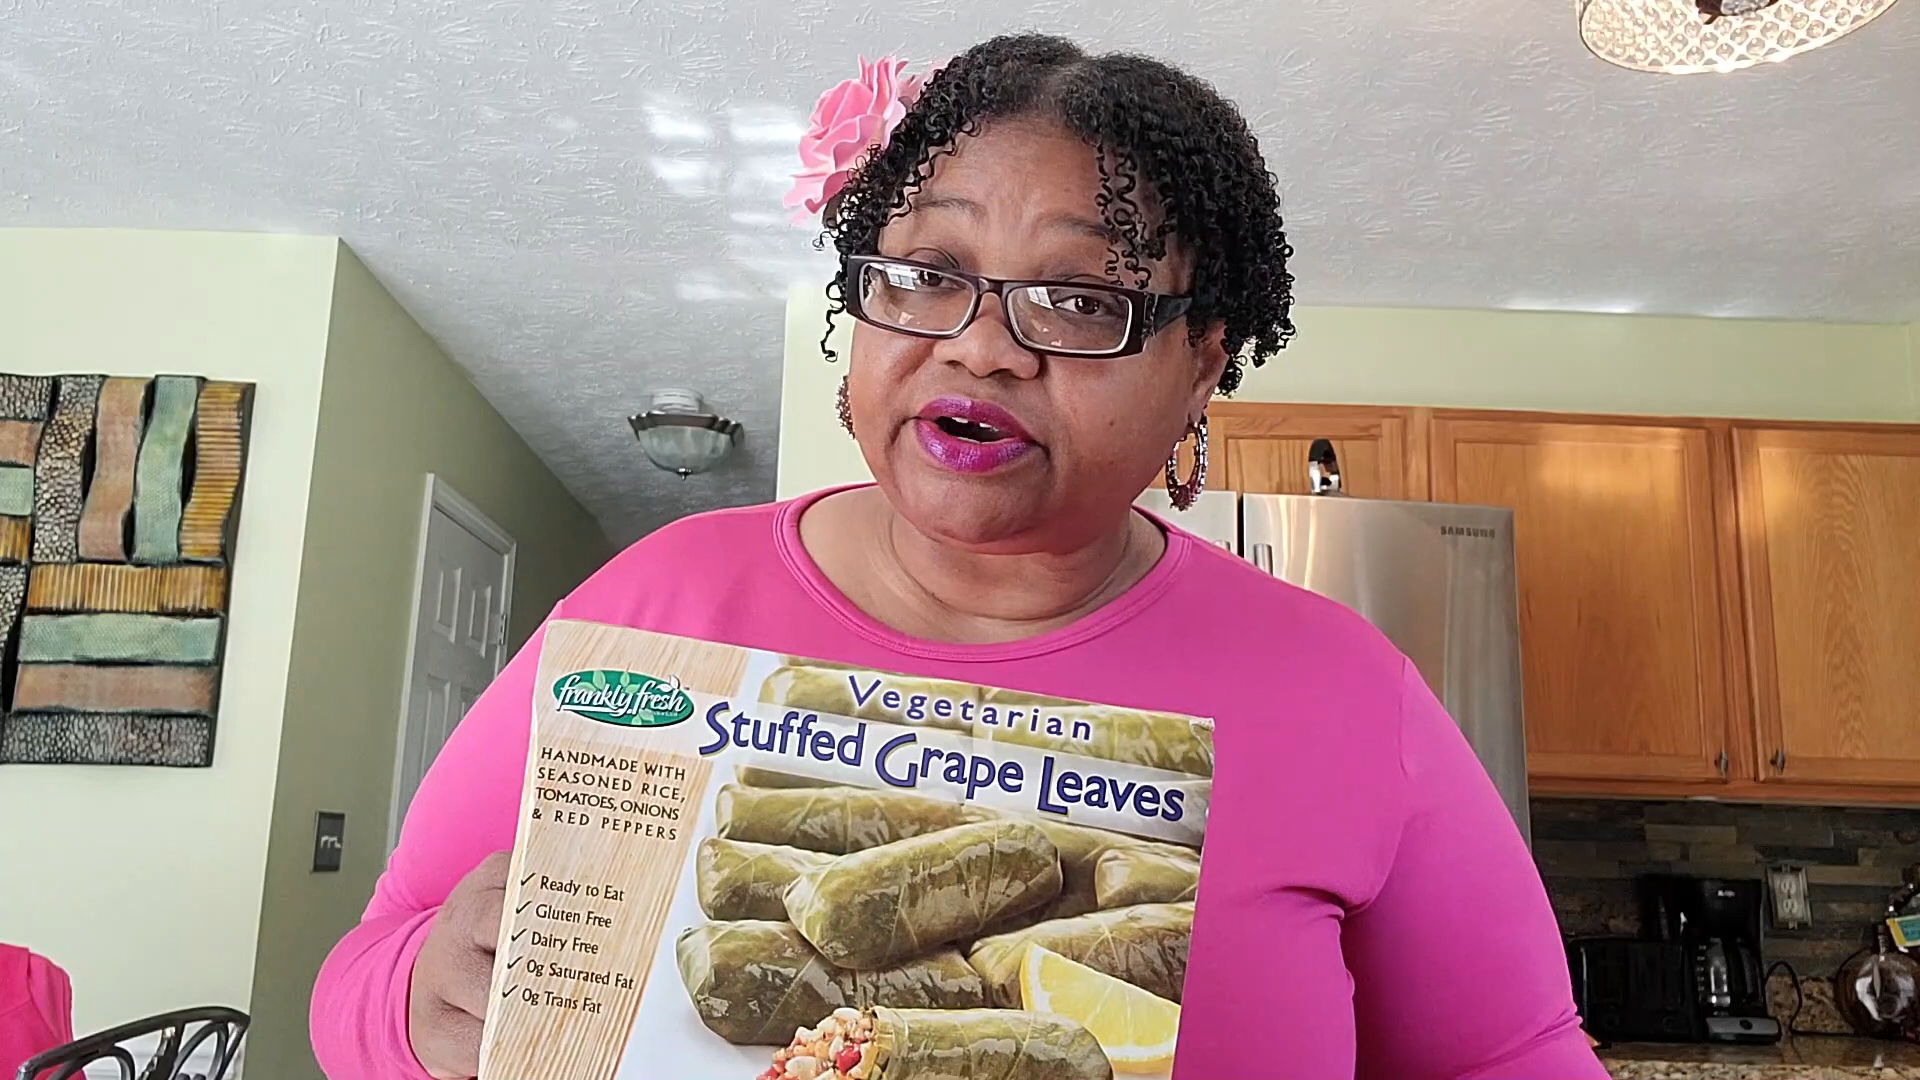 SAMSUNG
frankly fresh
Vegetarian
Stuffed Grape Leaves
HANDMADE WITH
SEASONED RICE,
TOMATOES, ONIONS
& RED PEPPERS
✓ Ready to Eat
✓ Gluten Free
✓ Dairy Free
✓ 0g Saturated Fat
✓ 0g Trans Fat